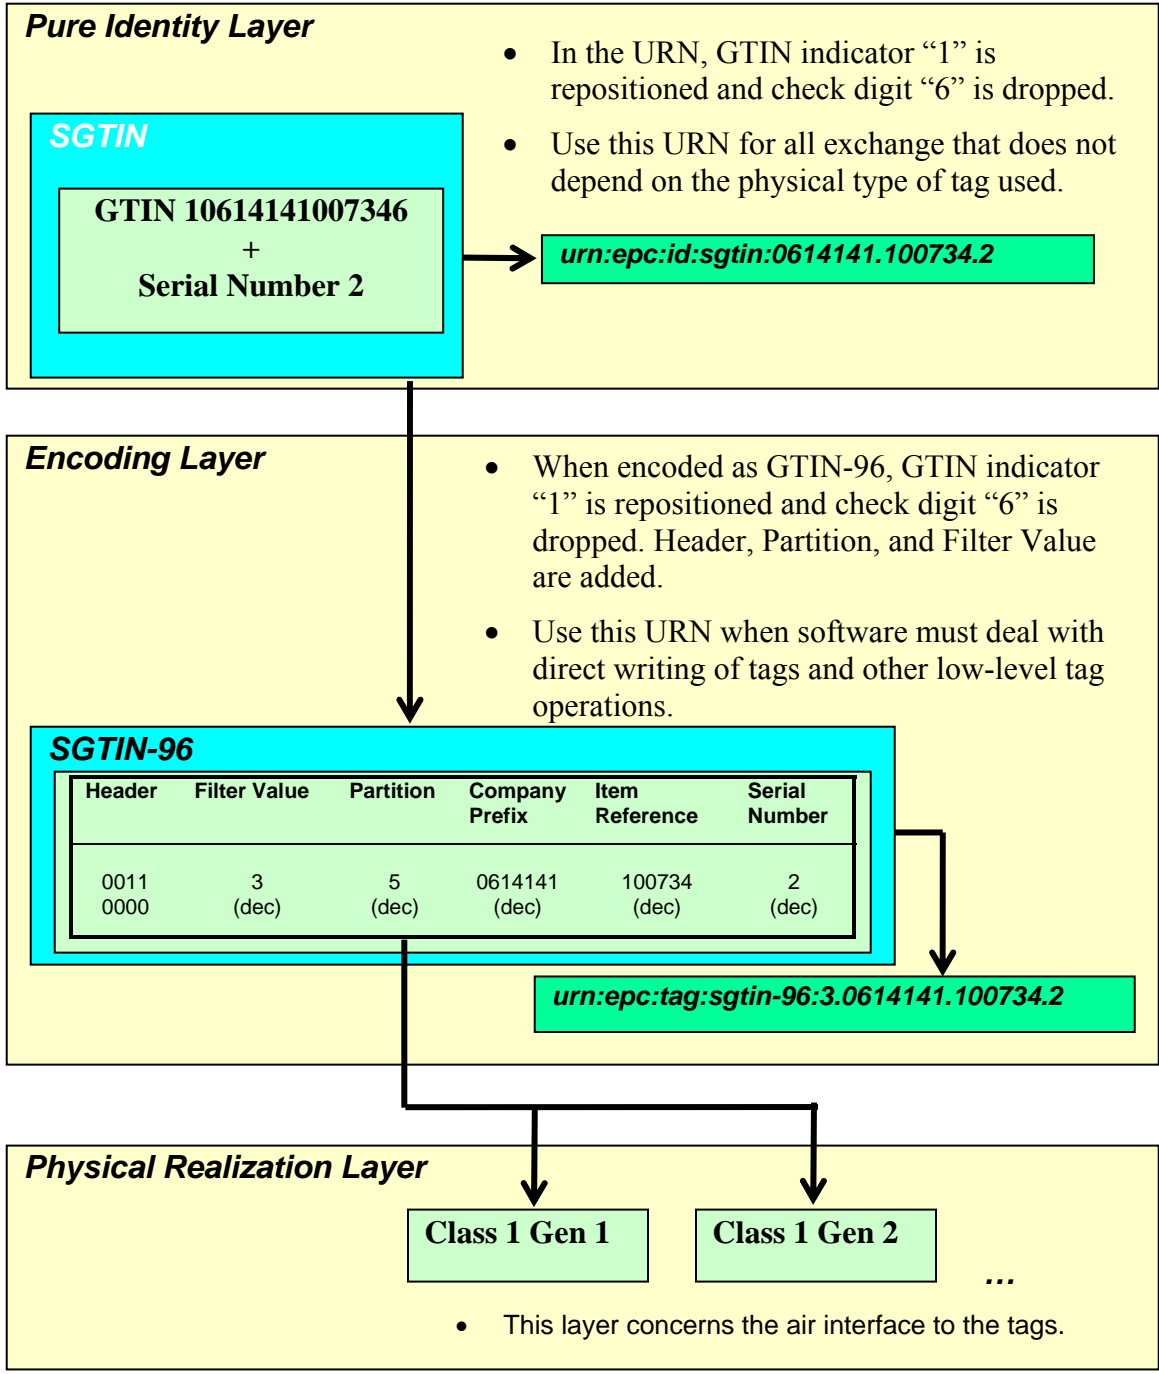 Pure Identity Layer
• In the URN, GTIN indicator “1” is
repositioned and check digit “6” is dropped.
• Use this URN for all exchange that does not
depend on the physical type of tag used.
SGTIN
GTIN 10614141007346
+
Serial Number 2
urn:epc:id:sgtin:0614141.100734.2
Encoding Layer
• When encoded as GTIN-96, GTIN indicator
“1” is repositioned and check digit “6” is
dropped. Header, Partition, and Filter Value
are added.
• Use this URN when software must deal with
direct writing of tags and other low-level tag
operations.
SGTIN-96
Header Filter Value Partition Company Item Serial
Prefix Reference Number
0011 3 5 0614141 100734 2
0000 (dec) (dec) (dec) (dec) (dec)
urn:epc:tag:sgtin-96:3.0614141.100734.2
Physical Realization Layer
Class 1 Gen 1
Class 1 Gen 2
...
• This layer concerns the air interface to the tags.